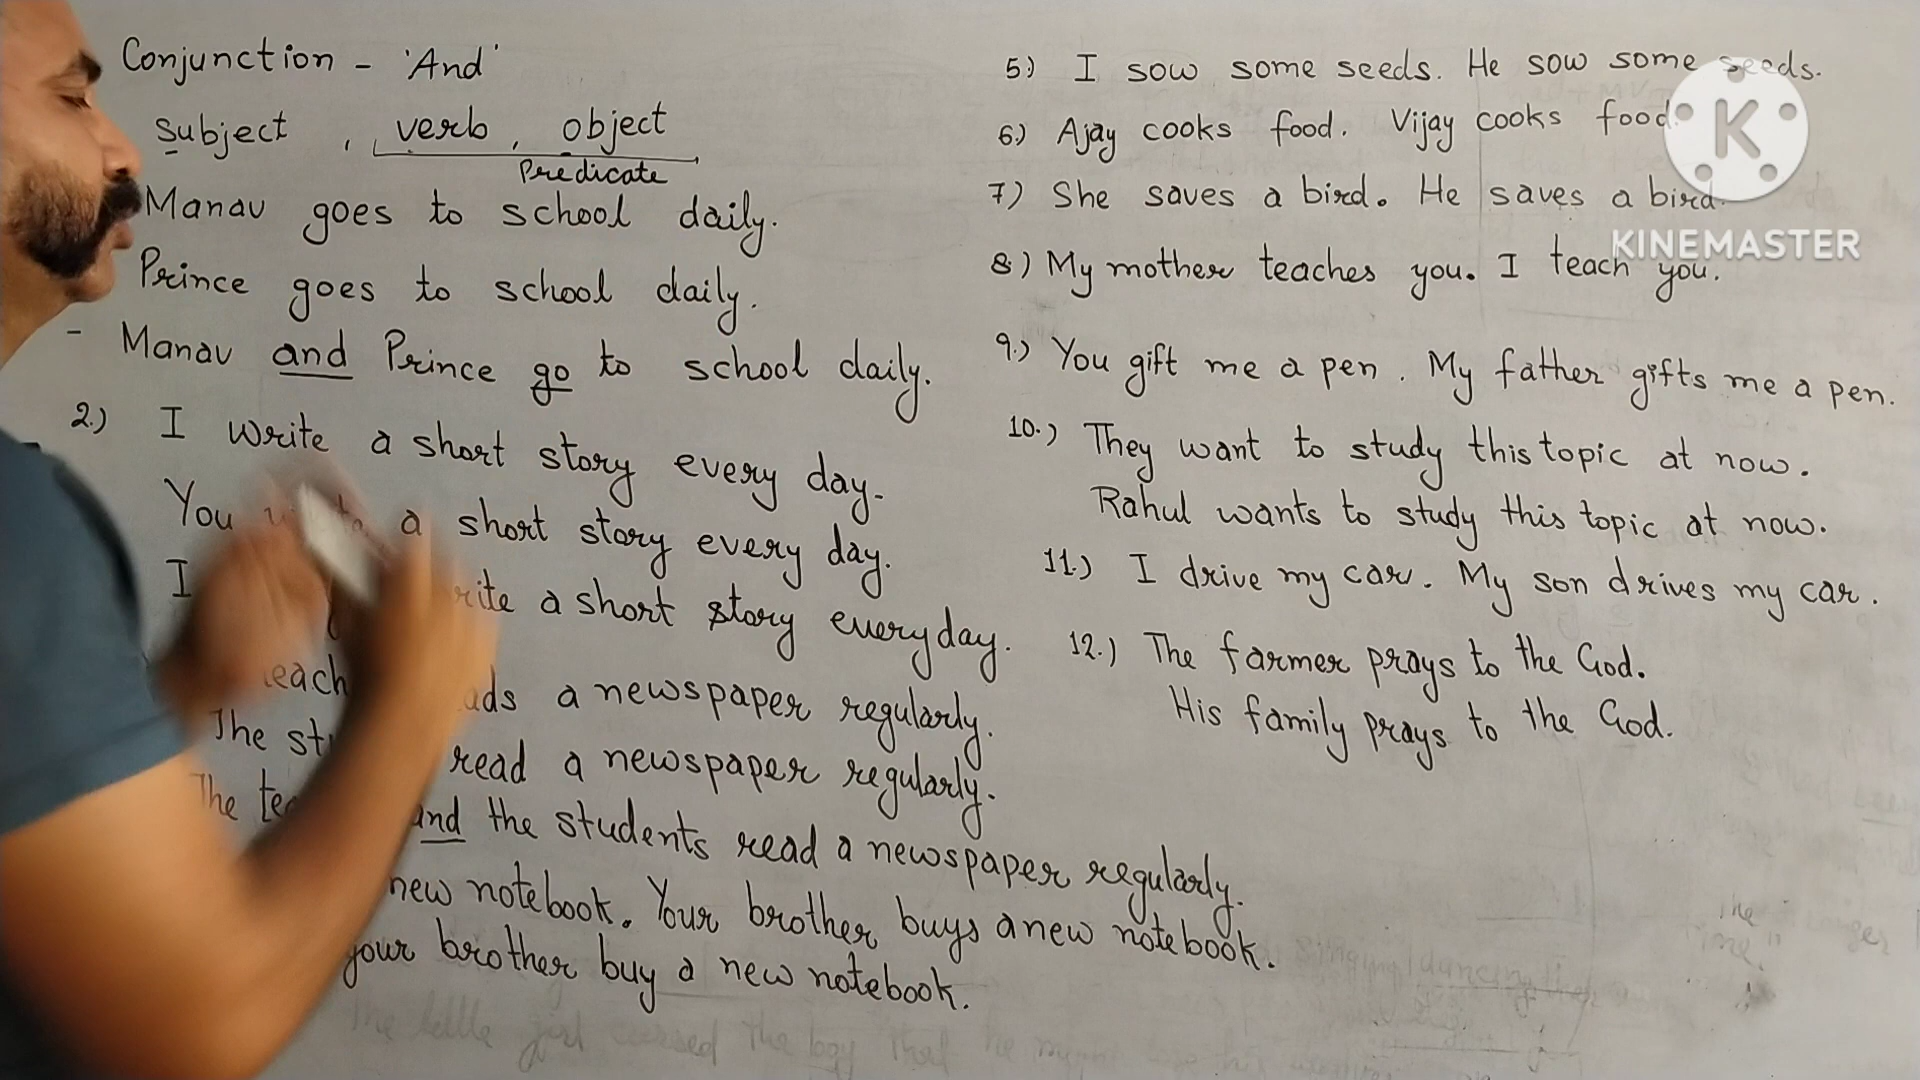 Conjunction - 'And'
subject , verb , object
Predicate
Manav goes to school daily.
Prince goes to school daily.
- Manav and Prince go to school daily.
2.) I write a short story every day.
You a short story every day.
I a short story everyday.
a newspaper regularly.
The read a newspaper regularly.
The and the students read a newspaper regularly.
new notebook. Your brother buys a new notebook.
your brother buy a new notebook.
5) I sow some seeds. He sow some seeds.
6.) Ajay cooks food. Vijay cooks food.
7) She saves a bird. He saves a bird.
8.) My mother teaches you. I teach you.
9.) You gift me a pen. My father gifts me a pen.
10.) They want to study this topic at now.
Rahul wants to study this topic at now.
11.) I drive my car. My son drives my car.
12.) The farmer prays to the God.
His family prays to the God.
K
KINEMASTER